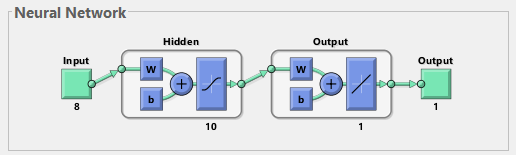 Neural Network
Hidden Output
Input Output
W b + W b +
8 10 1 1